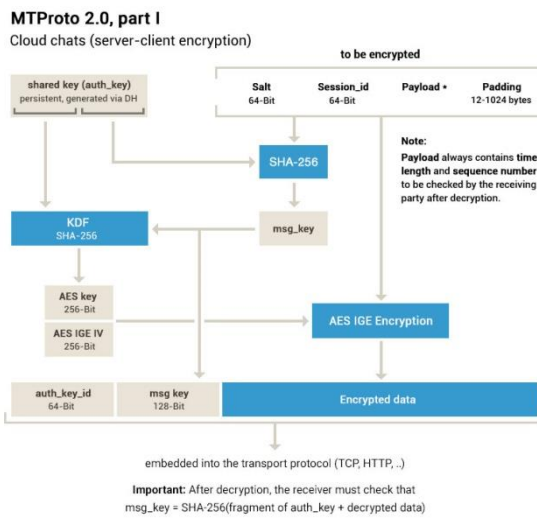 MTProto 2.0, part I
Cloud chats (server-client encryption)
to be encrypted
shared key (auth_key)
persistent, generated via DH
Salt
64-Bit
Session_id
64-Bit
Payload *
Padding
12-1024 bytes
Note:
Payload always contains time,
length and sequence number
to be checked by the receiving
party after decryption.
SHA-256
KDF
SHA-256
msg_key
AES key
256-Bit
AES IGE IV
256-Bit
AES IGE Encryption
auth_key_id
64-Bit
msg key
128-Bit
Encrypted data
embedded into the transport protocol (TCP, HTTP, ..)
Important: After decryption, the receiver must check that
msg_key = SHA-256(fragment of auth_key + decrypted data)